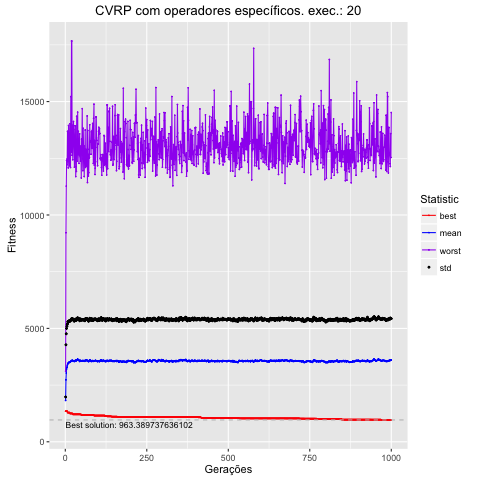 CVRP com operadores específicos. exec.: 20
15000
10000
5000
0
Fitness
Best solution: 963.389737636102
0
250
500
750
1000
Gerações
Statistic
best
mean
worst
std